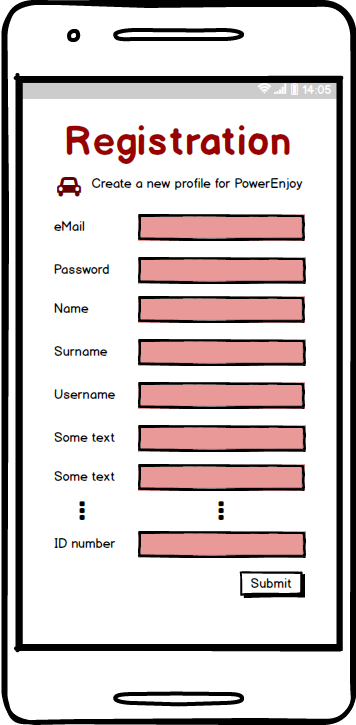 14:05
Registration
Create a new profile for PowerEnjoy
eMail
Password
Name
Surname
Username
Some text
Some text
ID number
Submit